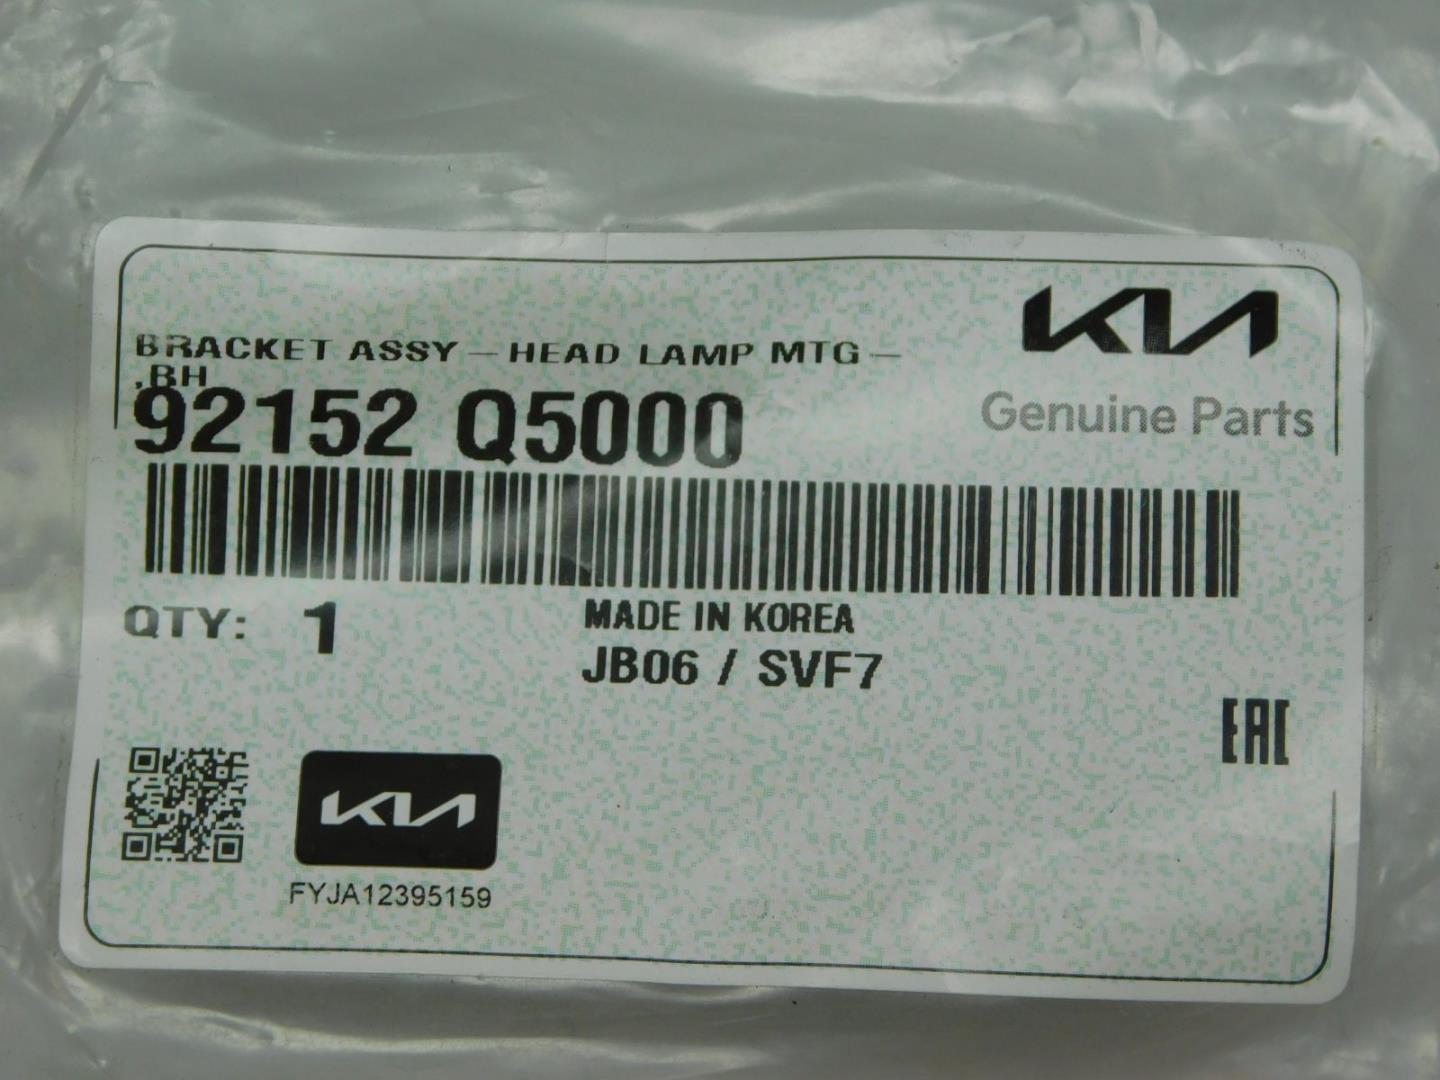 KIA
BRACKET ASSY-HEAD LAMP MTG-
,BH
Genuine Parts
92152 Q5000
QTY: 1
MADE IN KOREA
JB06 / SVF7
EAC
KIA
FYJA12395159